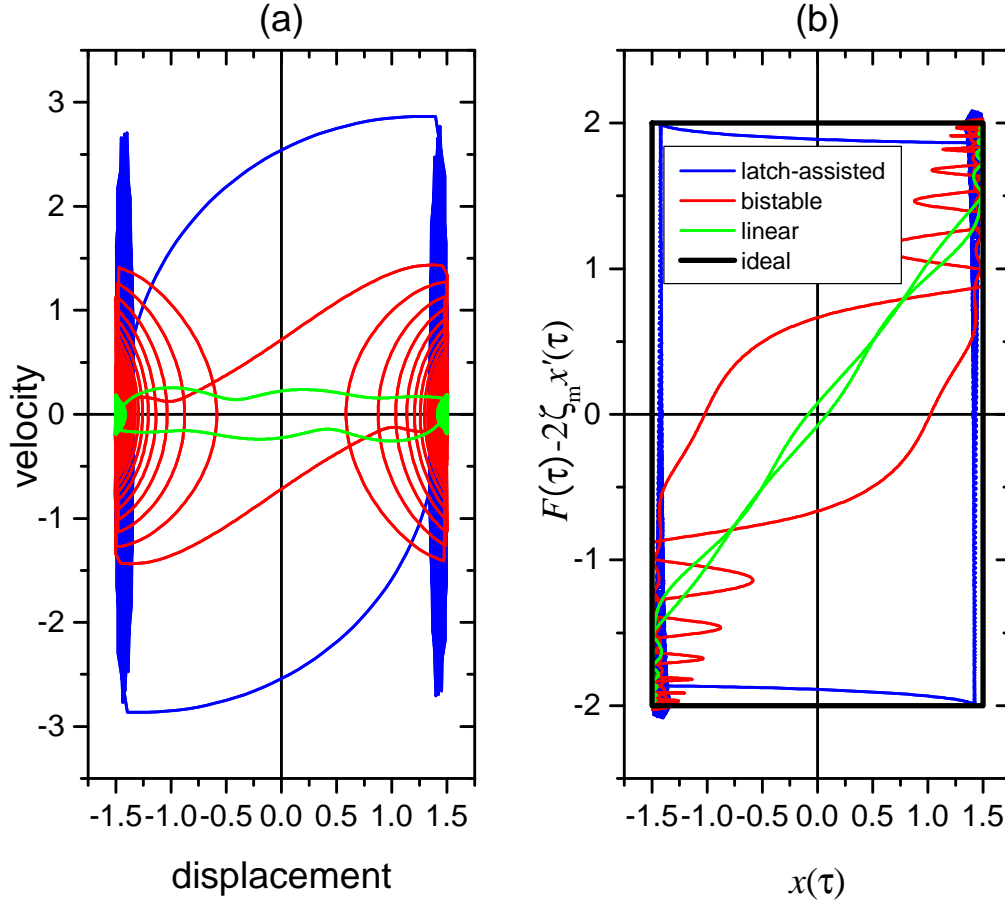 (a)
3
2
1
0
-1
-2
-3
-1.5 -1.0 -0.5 0.0 0.5 1.0 1.5
velocity
displacement
(b)
2
1
0
-1
-2
-1.5 -1.0 -0.5 0.0 0.5 1.0 1.5
F(τ)-2ζₘx'(τ)
x(τ)
latch-assisted
bistable
linear
ideal